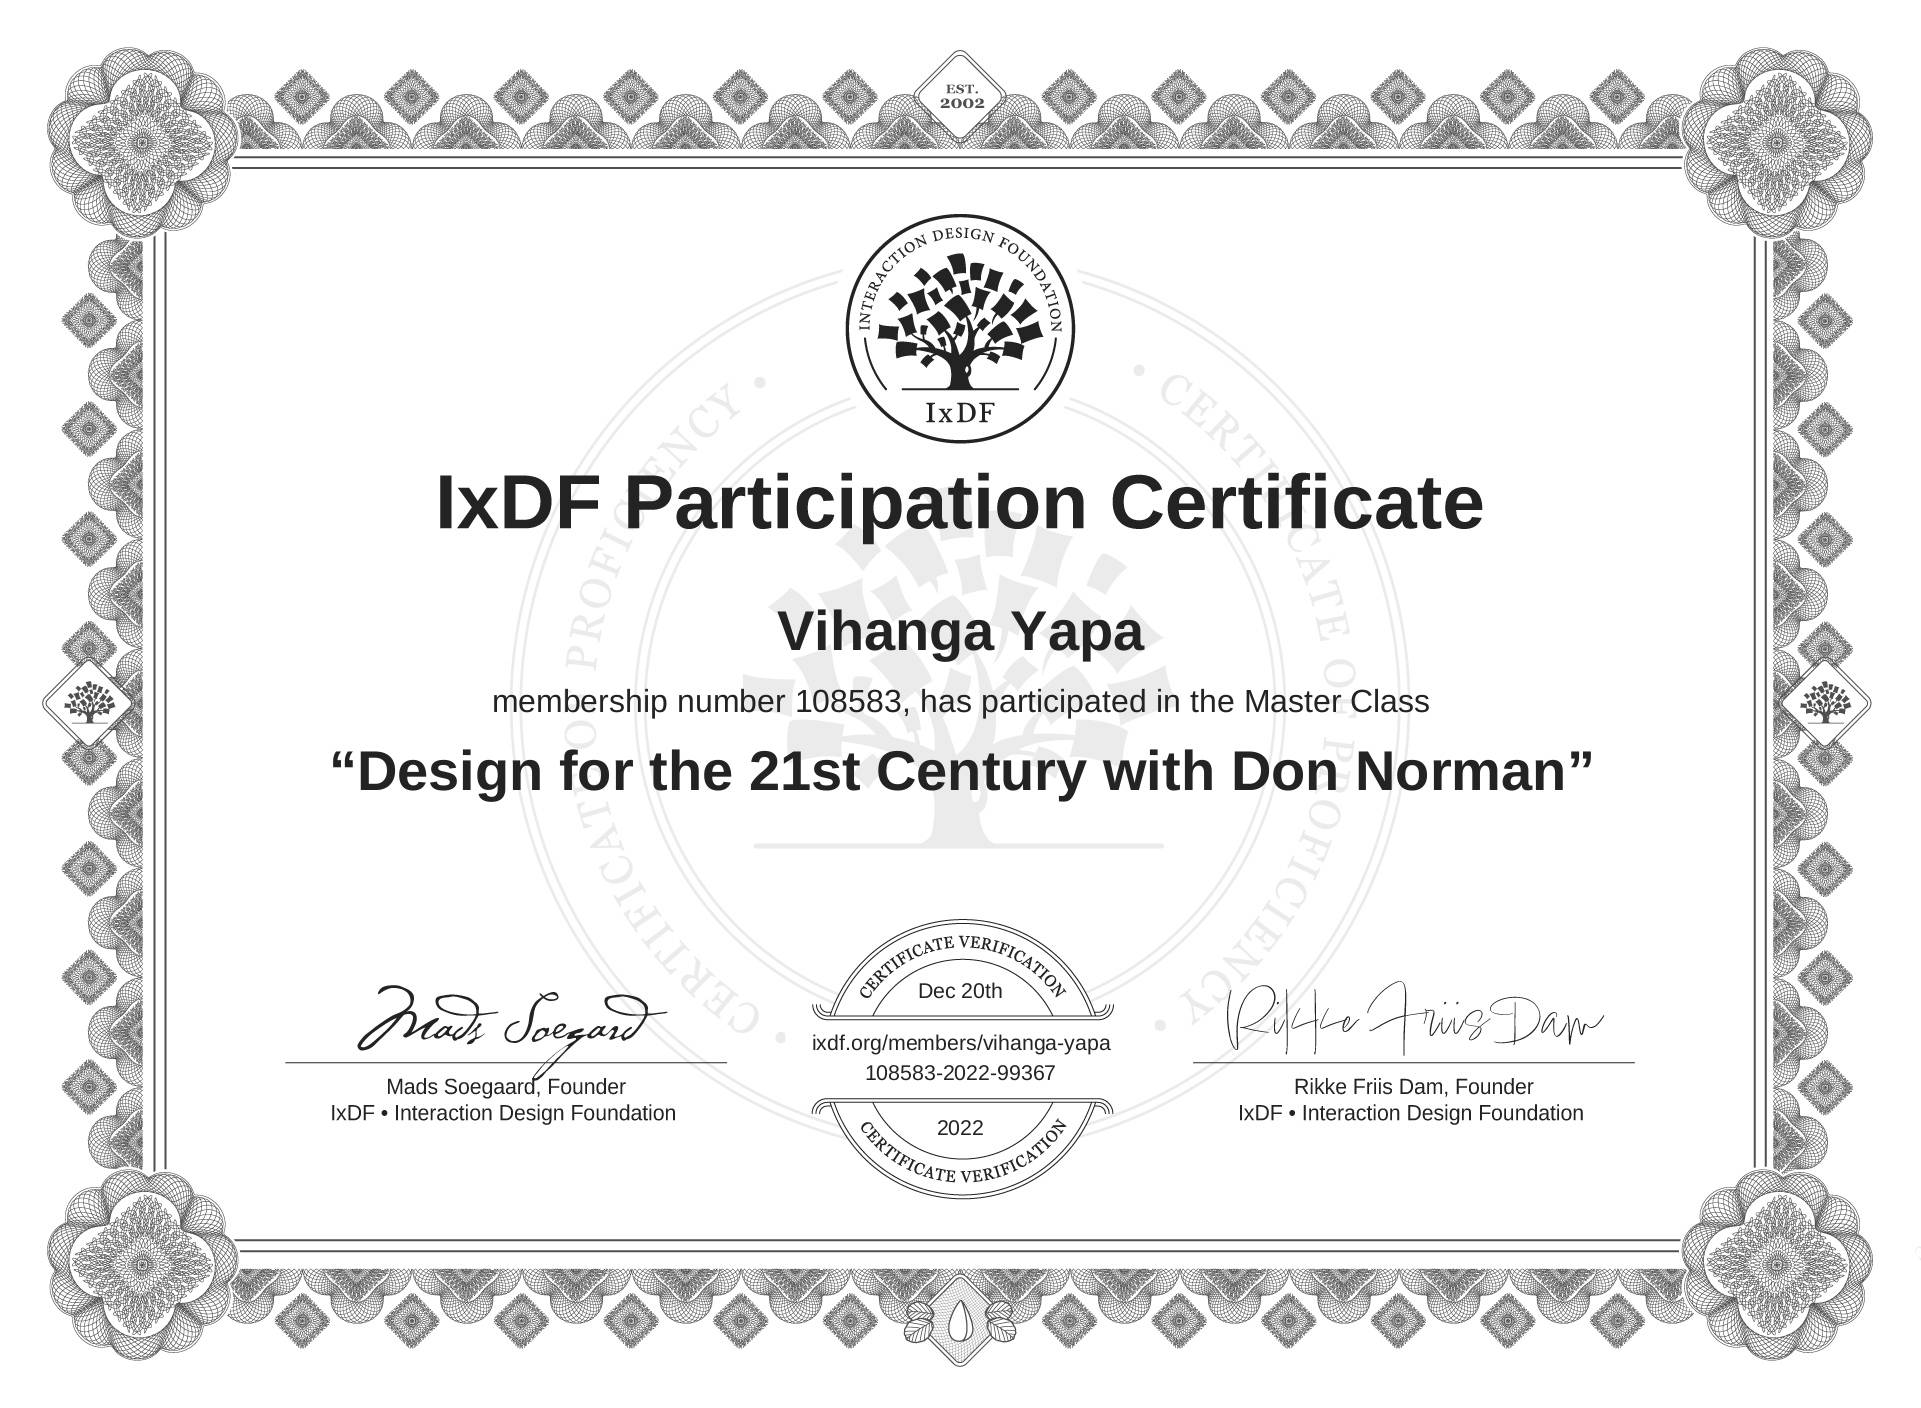 EST.
2002
INTERACTION DESIGN FOUNDATION
IxDF
IxDF Participation Certificate
Vihanga Yapa
membership number 108583, has participated in the Master Class
“Design for the 21st Century with Don Norman”
• CERTIFICATE OF PROFICIENCY •
• CERTIFICATE OF PROFICIENCY •
Mads Soegaard
Mads Soegaard, Founder
IxDF • Interaction Design Foundation
CERTIFICATE VERIFICATION
Dec 20th
ixdf.org/members/vihanga-yapa
108583-2022-99367
2022
CERTIFICATE VERIFICATION
Rikke Friis Dam
Rikke Friis Dam, Founder
IxDF • Interaction Design Foundation